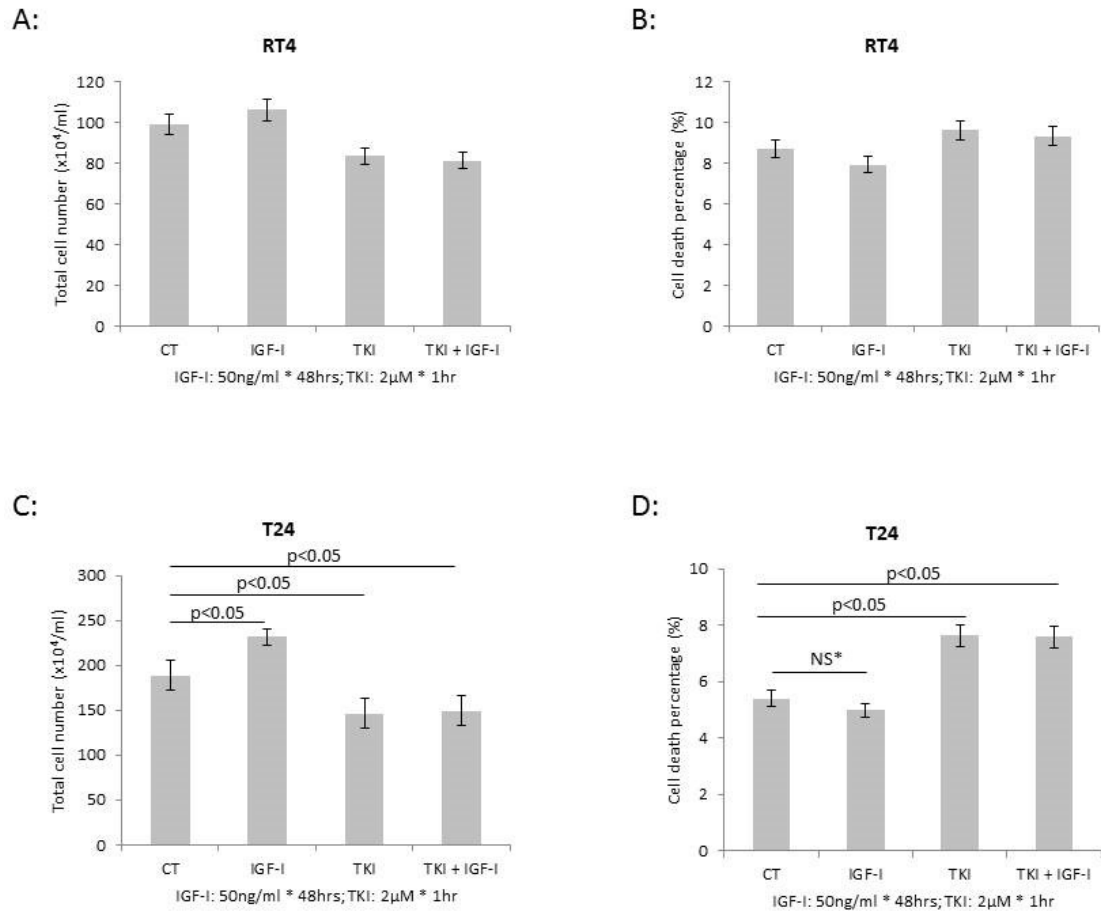 A:
RT4
Total cell number (x10⁴/ml)
120
100
80
60
40
20
0
CT IGF-I TKI TKI + IGF-I
IGF-I: 50ng/ml * 48hrs; TKI: 2µM * 1hr
B:
RT4
Cell death percentage (%)
12
10
8
6
4
2
0
CT IGF-I TKI TKI + IGF-I
IGF-I: 50ng/ml * 48hrs; TKI: 2µM * 1hr
C:
T24
p<0.05
p<0.05
p<0.05
Total cell number (x10⁴/ml)
300
250
200
150
100
50
0
CT IGF-I TKI TKI + IGF-I
IGF-I: 50ng/ml * 48hrs; TKI: 2µM * 1hr
D:
T24
p<0.05
p<0.05
NS*
Cell death percentage (%)
10
8
6
4
2
0
CT IGF-I TKI TKI + IGF-I
IGF-I: 50ng/ml * 48hrs; TKI: 2µM * 1hr